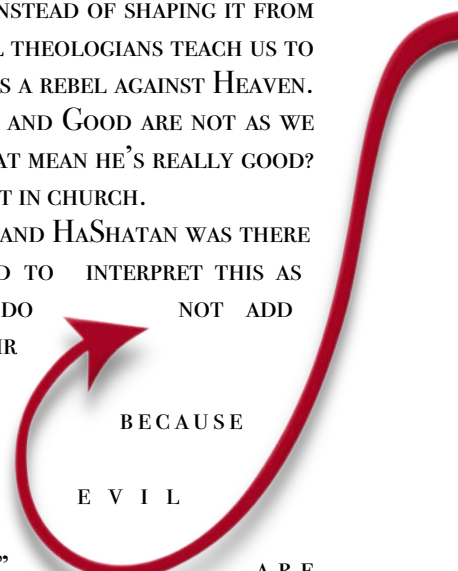 NSTEAD OF SHAPING IT FROM
THEOLOGIANS TEACH US TO
S A REBEL AGAINST HEAVEN.
AND GOOD ARE NOT AS WE
AT MEAN HE'S REALLY GOOD?
T IN CHURCH.
AND HASHATAN WAS THERE
D TO INTERPRET THIS AS
DO NOT ADD
IR
BECAUSE
EVIL
” ARE